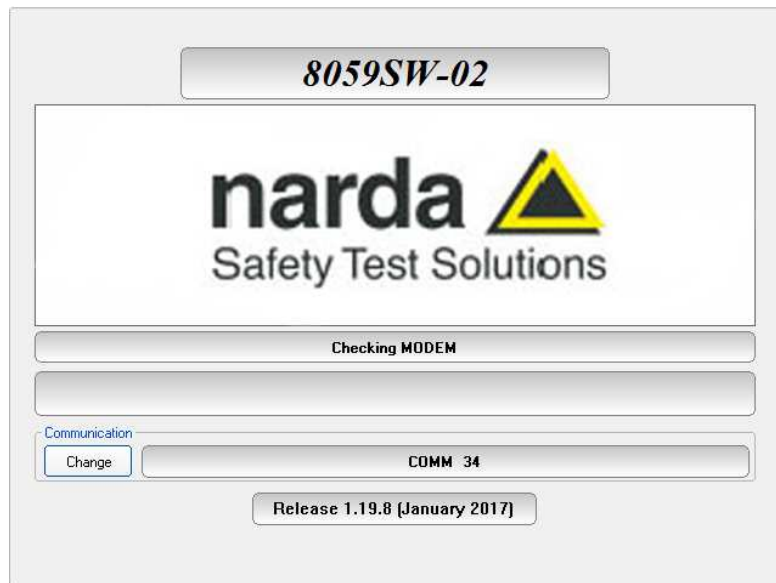 8059SW-02
narda
Safety Test Solutions
Checking MODEM
Communication
Change
COMM 34
Release 1.19.8 (January 2017)